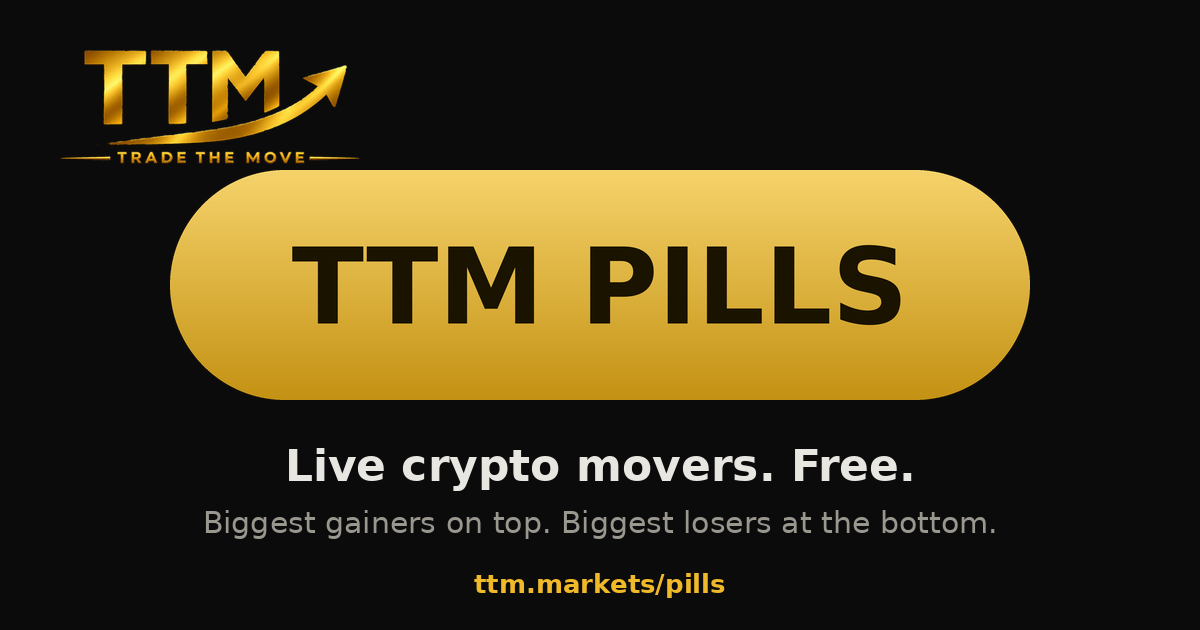 TTM
TRADE THE MOVE
TTM PILLS
Live crypto movers. Free.
Biggest gainers on top. Biggest losers at the bottom.
ttm.markets/pills